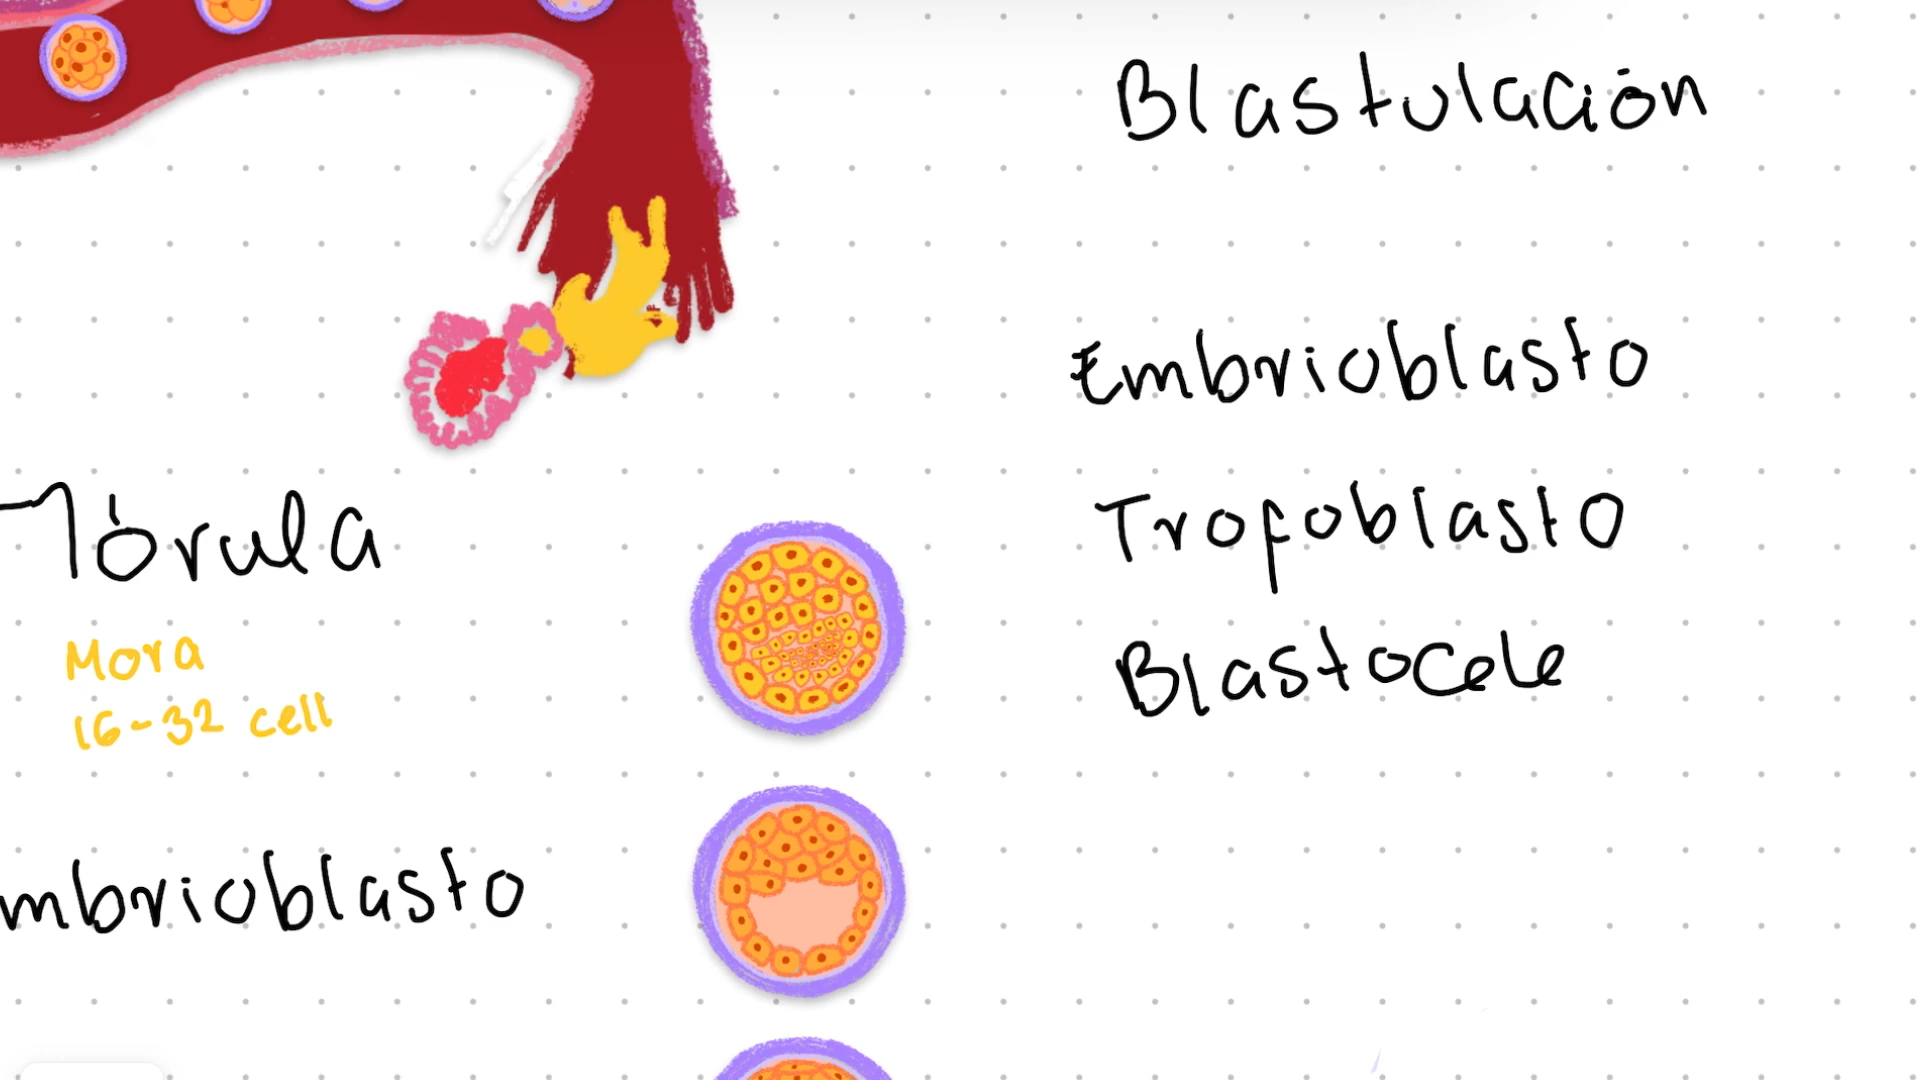 Blastulación
Embrioblasto
Trofoblasto
Blastocele
Mórula
Mora
16-32 cell
mbrioblasto